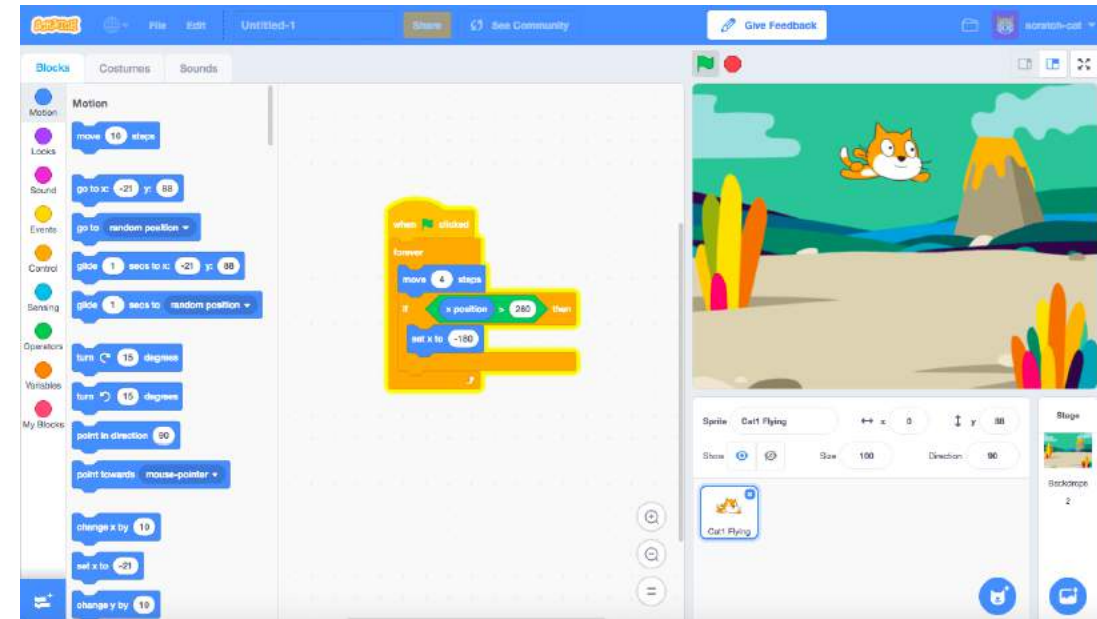 SCRATCH File Edit Untitled-1 Share See Community Give Feedback scratch-cat
Blocks Costumes Sounds
Motion
Looks
Sound
Events
Control
Sensing
Operators
Variables
My Blocks
Motion
move 10 steps
go to x: -21 y: 88
go to random position
glide 1 secs to x: -21 y: 88
glide 1 secs to random position
turn 15 degrees
turn 15 degrees
point in direction 90
point towards mouse-pointer
change x by 10
set x to -21
change y by 10
when clicked
forever
move 4 steps
if x position > 260 then
set x to -180
Sprite Cat1 Flying x 0 y 88
Show Size 100 Direction 90
Cat1 Flying
Stage
Backdrops
2